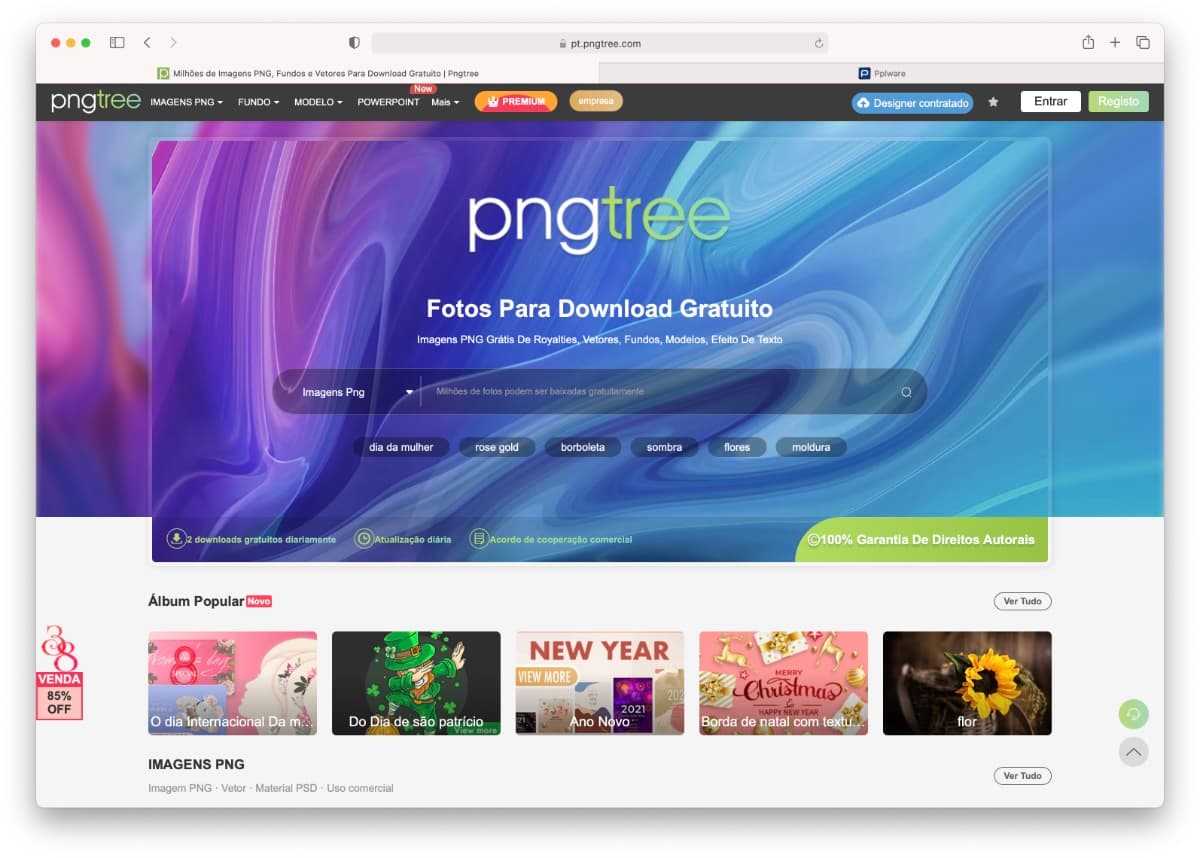 pt.pngtree.com
Milhões de Imagens PNG, Fundos e Vetores Para Download Gratuito | Pngtree
Pplware
pngtree
IMAGENS PNG
FUNDO
MODELO
POWERPOINT
New
Mais
PREMIUM
empresa
Designer contratado
Entrar
Registo
pngtree
Fotos Para Download Gratuito
Imagens PNG Grátis De Royalties, Vetores, Fundos, Modelos, Efeito De Texto
Imagens Png
Milhões de fotos podem ser baixadas gratuitamente
dia da mulher
rose gold
borboleta
sombra
flores
moldura
2 downloads gratuitos diariamente
Atualização diária
Acordo de cooperação comercial
©100% Garantia De Direitos Autorais
Álbum Popular Novo
Ver Tudo
38
VENDA
85%
OFF
8
SPECIAL
O dia Internacional Da m...
Do Dia de são patrício
View more
NEW YEAR
VIEW MORE
2021
2021
Ano Novo
MERRY
Christmas
HAPPY NEW YEAR
Borda de natal com textu...
flor
IMAGENS PNG
Imagem PNG · Vetor · Material PSD · Uso comercial
Ver Tudo